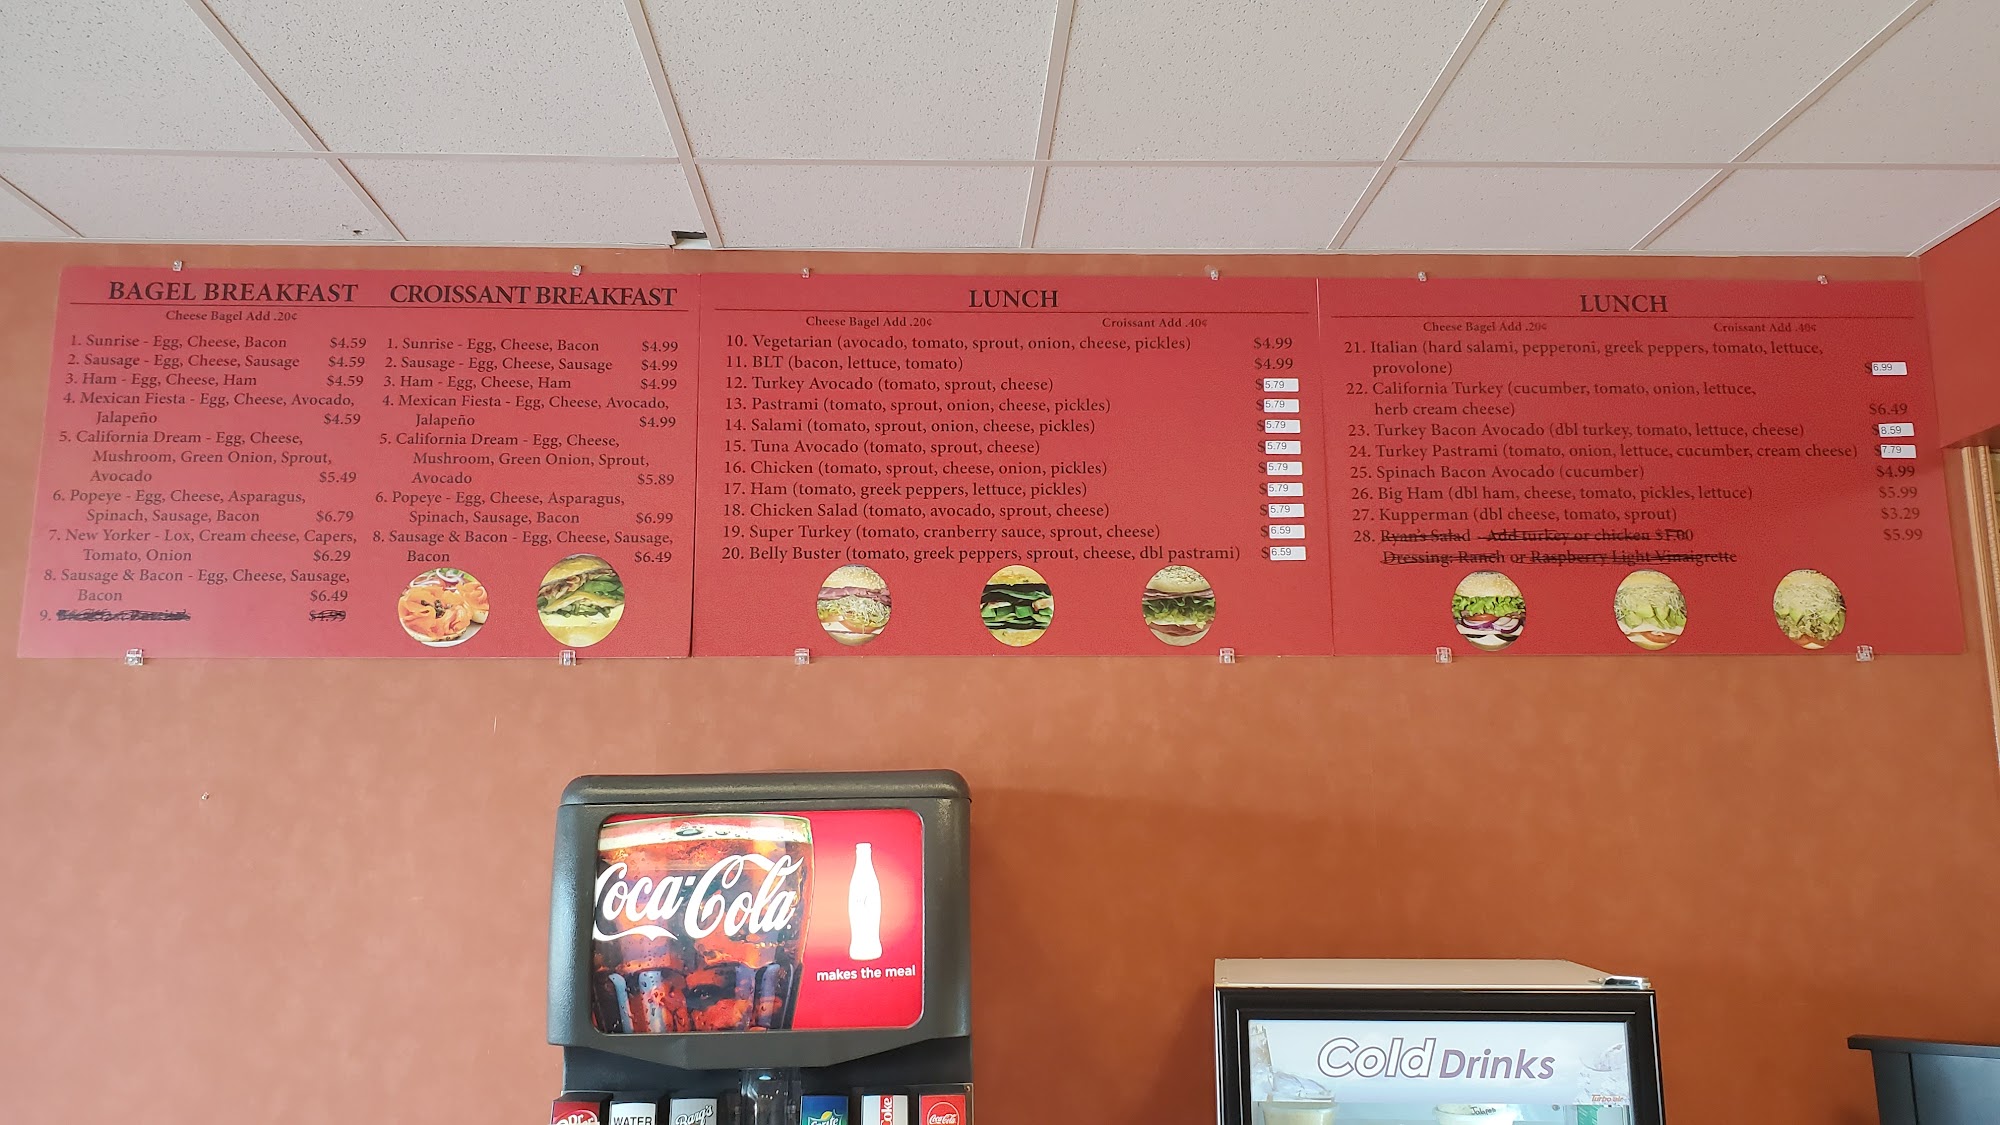 BAGEL BREAKFAST
Cheese Bagel Add .20¢
1. Sunrise - Egg, Cheese, Bacon $4.59
2. Sausage - Egg, Cheese, Sausage $4.59
3. Ham - Egg, Cheese, Ham $4.59
4. Mexican Fiesta - Egg, Cheese, Avocado,
Jalapeño $4.59
5. California Dream - Egg, Cheese,
Mushroom, Green Onion, Sprout,
Avocado $5.49
6. Popeye - Egg, Cheese, Asparagus,
Spinach, Sausage, Bacon $6.79
7. New Yorker - Lox, Cream cheese, Capers,
Tomato, Onion $6.29
8. Sausage & Bacon - Egg, Cheese, Sausage,
Bacon $6.49
9. $4.99
CROISSANT BREAKFAST
1. Sunrise - Egg, Cheese, Bacon $4.99
2. Sausage - Egg, Cheese, Sausage $4.99
3. Ham - Egg, Cheese, Ham $4.99
4. Mexican Fiesta - Egg, Cheese, Avocado,
Jalapeño $4.99
5. California Dream - Egg, Cheese,
Mushroom, Green Onion, Sprout,
Avocado $5.89
6. Popeye - Egg, Cheese, Asparagus,
Spinach, Sausage, Bacon $6.99
8. Sausage & Bacon - Egg, Cheese, Sausage,
Bacon $6.49
LUNCH
Cheese Bagel Add .20¢ Croissant Add .40¢
10. Vegetarian (avocado, tomato, sprout, onion, cheese, pickles) $4.99
11. BLT (bacon, lettuce, tomato) $4.99
12. Turkey Avocado (tomato, sprout, cheese) $5.79
13. Pastrami (tomato, sprout, onion, cheese, pickles) $5.79
14. Salami (tomato, sprout, onion, cheese, pickles) $5.79
15. Tuna Avocado (tomato, sprout, cheese) $5.79
16. Chicken (tomato, sprout, cheese, onion, pickles) $5.79
17. Ham (tomato, greek peppers, lettuce, pickles) $5.79
18. Chicken Salad (tomato, avocado, sprout, cheese) $5.79
19. Super Turkey (tomato, cranberry sauce, sprout, cheese) $6.59
20. Belly Buster (tomato, greek peppers, sprout, cheese, dbl pastrami) $6.59
LUNCH
Cheese Bagel Add .20¢ Croissant Add .40¢
21. Italian (hard salami, pepperoni, greek peppers, tomato, lettuce,
provolone) $6.99
22. California Turkey (cucumber, tomato, onion, lettuce,
herb cream cheese) $6.49
23. Turkey Bacon Avocado (dbl turkey, tomato, lettuce, cheese) $8.59
24. Turkey Pastrami (tomato, onion, lettuce, cucumber, cream cheese) $7.79
25. Spinach Bacon Avocado (cucumber) $4.99
26. Big Ham (dbl ham, cheese, tomato, pickles, lettuce) $5.99
27. Kupperman (dbl cheese, tomato, sprout) $3.29
28. Ryan's Salad - Add turkey or chicken $1.00 $5.99
Dressing: Ranch or Raspberry Light Vinaigrette
Coca-Cola
makes the meal
WATER
Barq's
Sprite
Coke
Coca-Cola
Cold Drinks